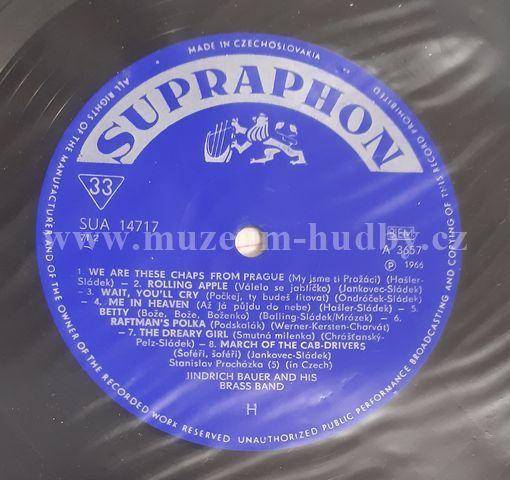 MADE IN CZECHOSLOVAKIA
ALL RIGHTS OF THE MANUFACTURER AND OF THE OWNER OF THE RECORDED WORK RESERVED UNAUTHORIZED PUBLIC PERFORMANCE BROADCASTING AND COPYING OF THIS RECORD PROHIBITED
SUPRAPHON
33
SUA 14717
A 3657
℗ 1966
www.muzeum-hudby.cz
1. WE ARE THESE CHAPS FROM PRAGUE (My jsme ti Pražáci) (Hašler-
Sládek) - 2. ROLLING APPLE (Válelo se jablíčko) (Jankovec-Sládek)
- 3. WAIT, YOU'LL CRY (Počkej, ty budeš litovat) (Ondráček-Sládek)
- 4. ME IN HEAVEN (Až já půjdu do nebe) (Hašler-Sládek) - 5.
BETTY (Bože, Bože, Boženko) (Balling-Sládek/Mrázek) - 6.
RAFTMAN'S POLKA (Podskalák) (Werner-Kersten-Charvát)
- 7. THE DREARY GIRL (Smutná milenka) (Chrášťanský-
Pelz-Sládek) - 8. MARCH OF THE CAB-DRIVERS
(Šoféři, šoféři) (Jankovec-Sládek)
Stanislav Procházka (5) (in Czech)
JINDRICH BAUER AND HIS
BRASS BAND
H